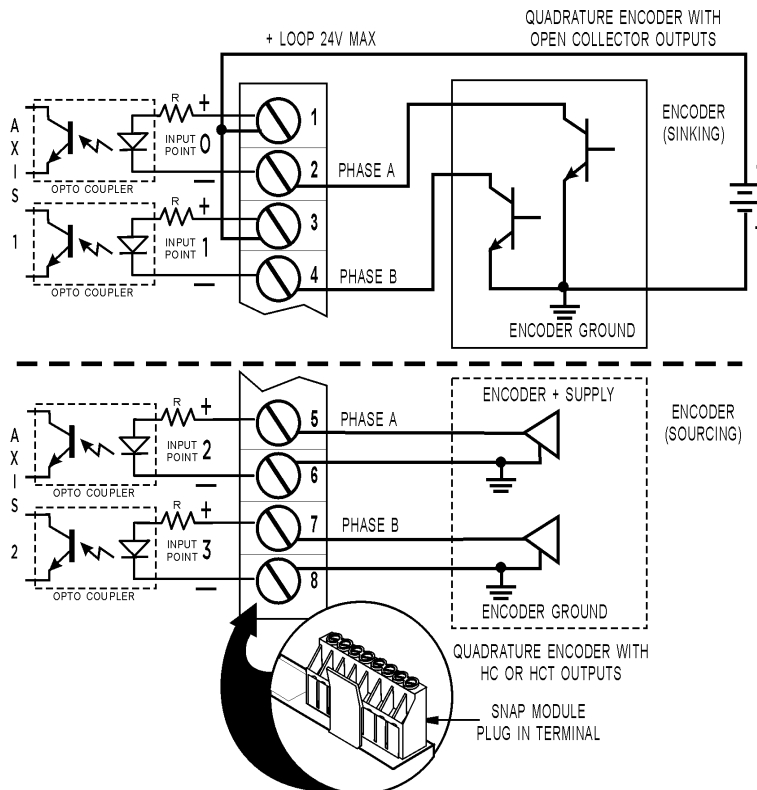 QUADRATURE ENCODER WITH
OPEN COLLECTOR OUTPUTS
+ LOOP 24V MAX
ENCODER
(SINKING)
AXIS 1
R
+
INPUT
POINT 0
−
OPTO COUPLER
R
+
INPUT
POINT 1
−
OPTO COUPLER
1
2
PHASE A
3
4
PHASE B
ENCODER GROUND
ENCODER + SUPPLY
ENCODER
(SOURCING)
AXIS 2
R
+
INPUT
POINT 2
−
OPTO COUPLER
R
+
INPUT
POINT 3
−
OPTO COUPLER
5
PHASE A
6
7
PHASE B
8
ENCODER GROUND
QUADRATURE ENCODER WITH
HC OR HCT OUTPUTS
SNAP MODULE
PLUG IN TERMINAL